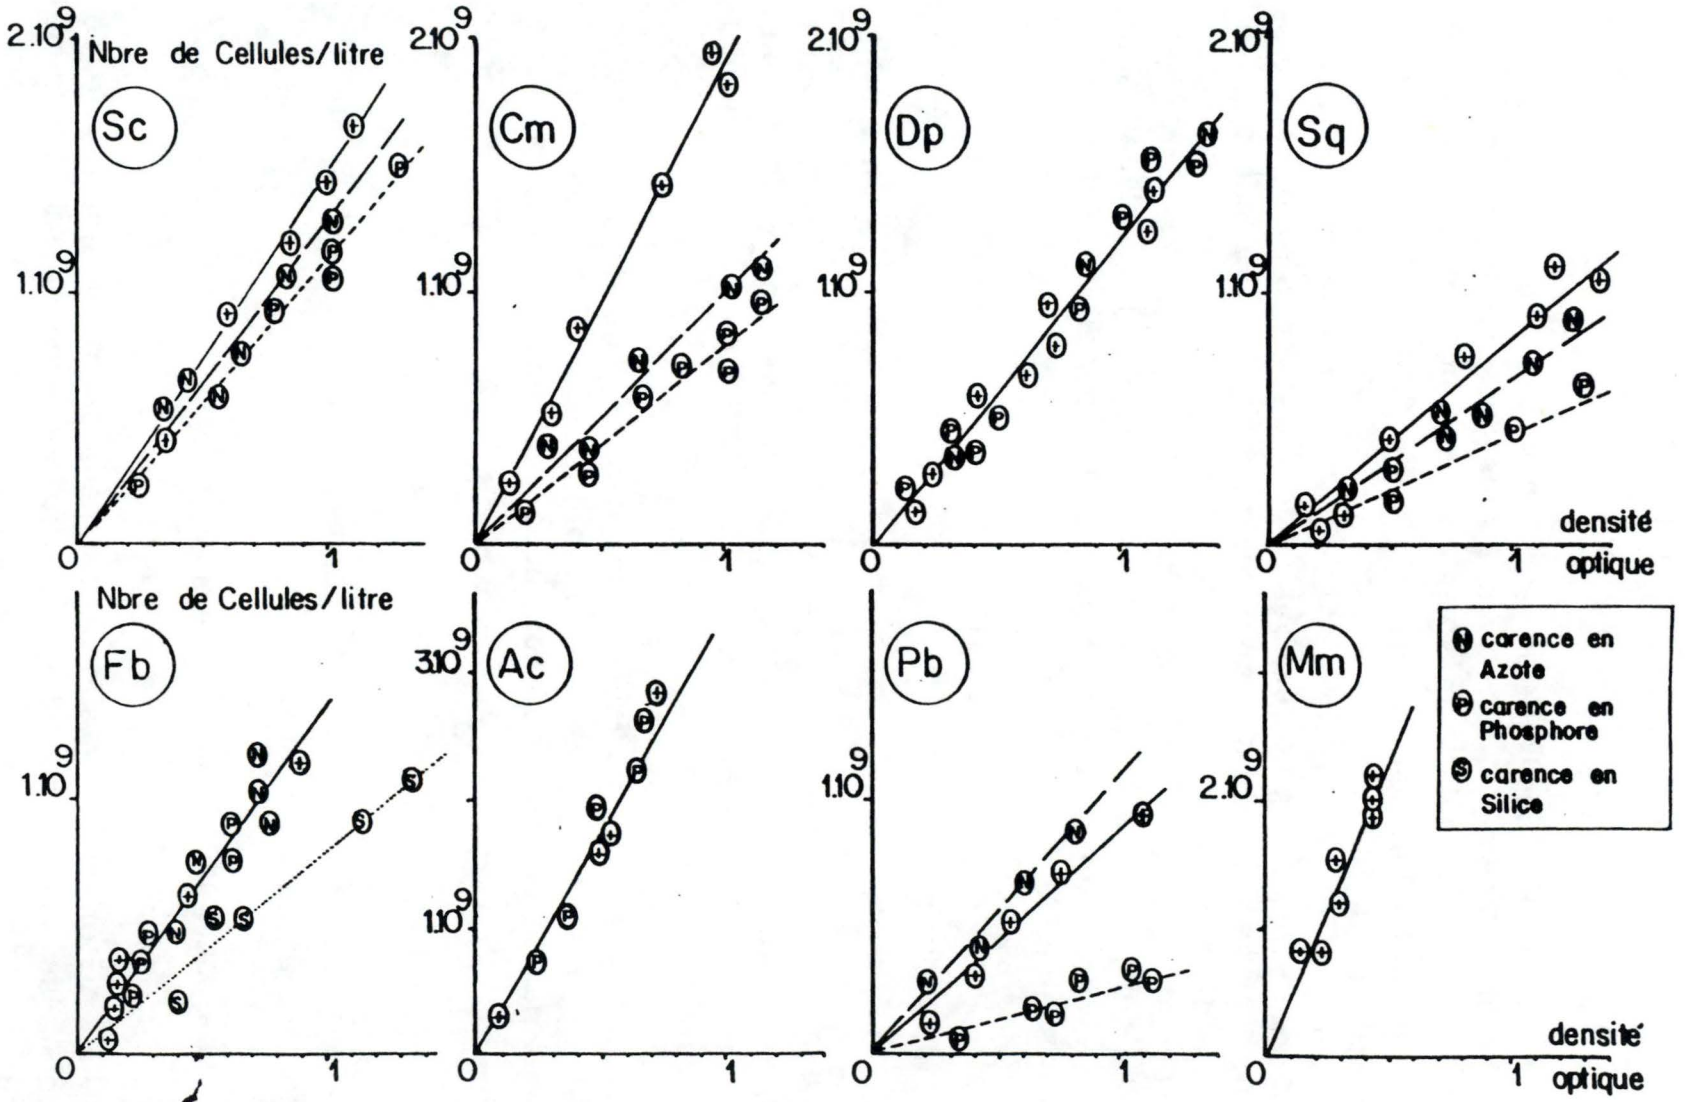 2.10⁹ Nbre de Cellules/litre
Sc
1.10⁹
0 1
2.10⁹
Cm
1.10⁹
0 1
2.10⁹
Dp
1.10⁹
0 1
2.10⁹
Sq
1.10⁹
densité
0 1 optique
Nbre de Cellules/litre
Fb
1.10⁹
0 1
3.10⁹
Ac
1.10⁹
0 1
Pb
1.10⁹
0 1
Mm
2.10⁹
densité
0 1 optique
N carence en
Azote
P carence en
Phosphore
S carence en
Silice